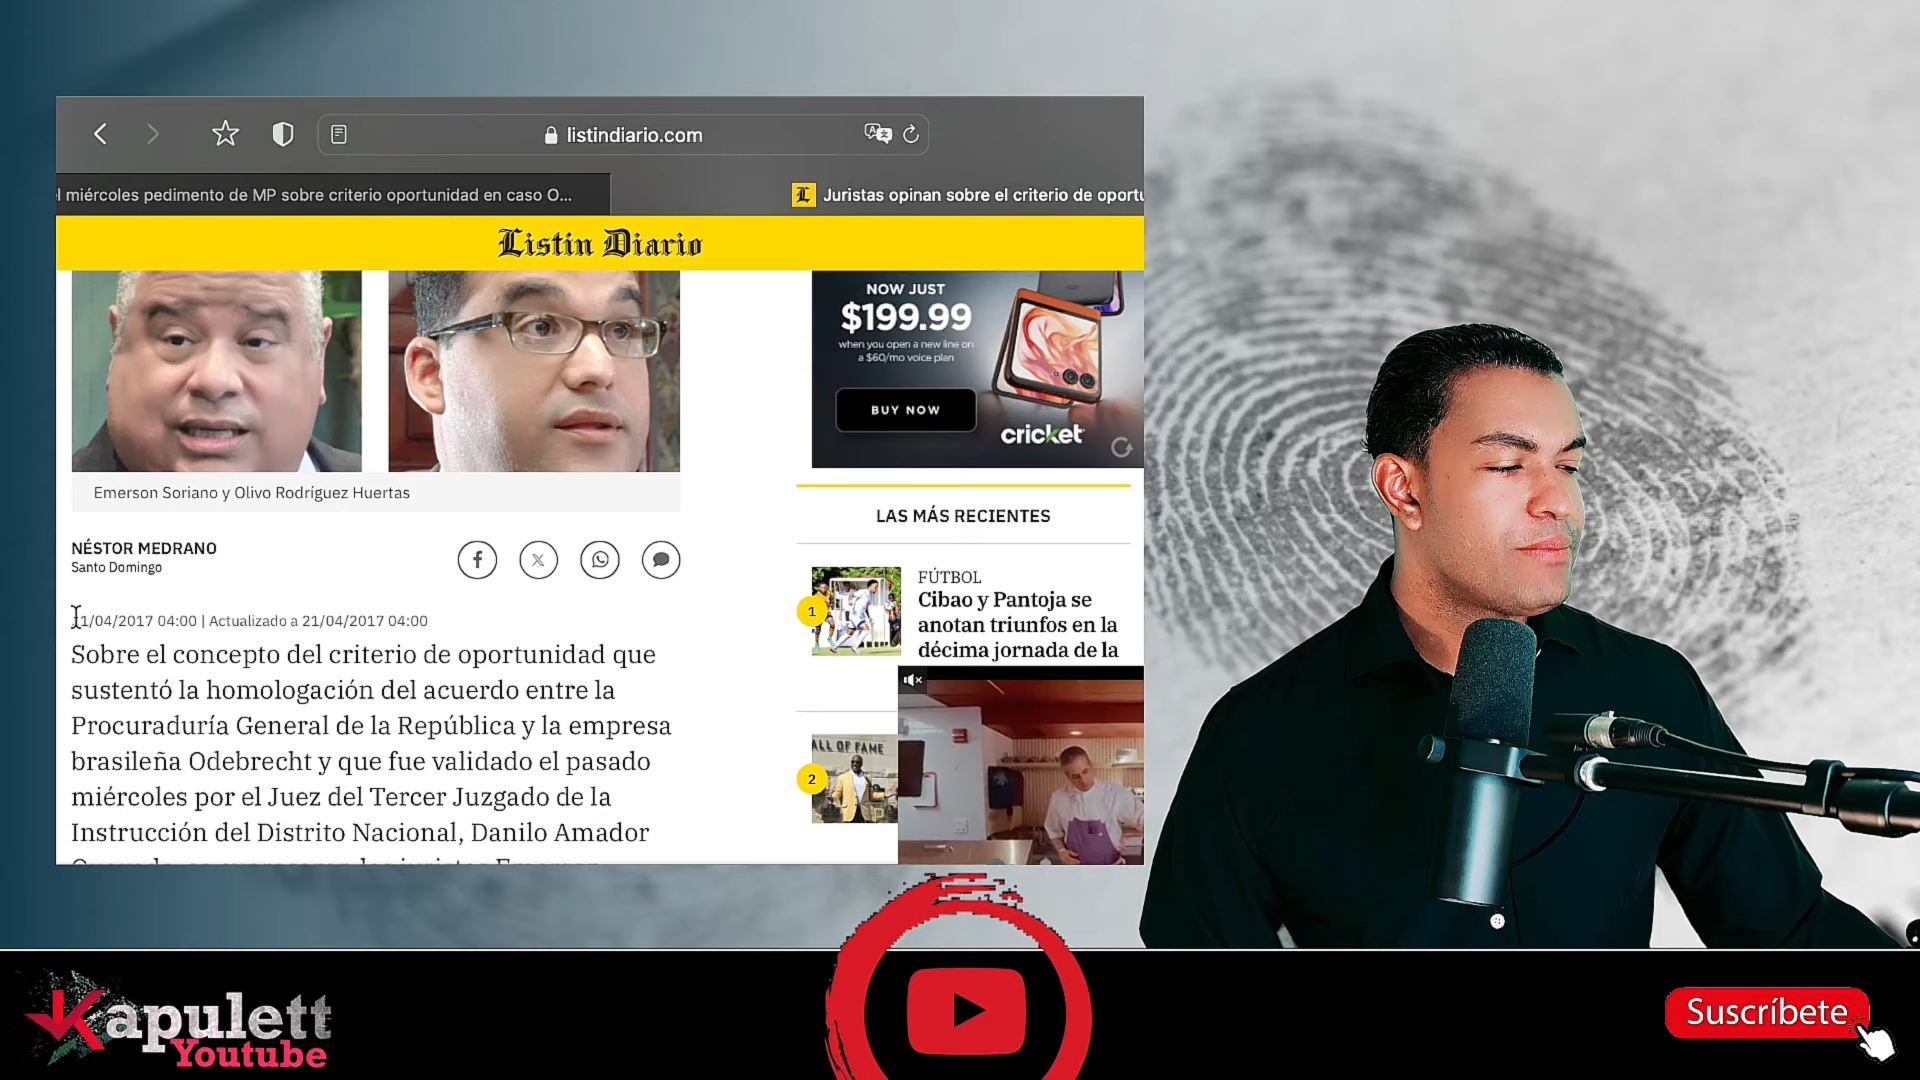 listindiario.com
l miércoles pedimento de MP sobre criterio oportunidad en caso O...
Juristas opinan sobre el criterio de oportu
Listin Diario
NOW JUST
$199.99
when you open a new line on
a $60/mo voice plan
BUY NOW
cricket
Emerson Soriano y Olivo Rodríguez Huertas
NÉSTOR MEDRANO
Santo Domingo
1/04/2017 04:00 | Actualizado a 21/04/2017 04:00
Sobre el concepto del criterio de oportunidad que
sustentó la homologación del acuerdo entre la
Procuraduría General de la República y la empresa
brasileña Odebrecht y que fue validado el pasado
miércoles por el Juez del Tercer Juzgado de la
Instrucción del Distrito Nacional, Danilo Amador
LAS MÁS RECIENTES
1
FÚTBOL
Cibao y Pantoja se
anotan triunfos en la
décima jornada de la
2
ALL OF FAME
Kapulett
Youtube
Suscríbete